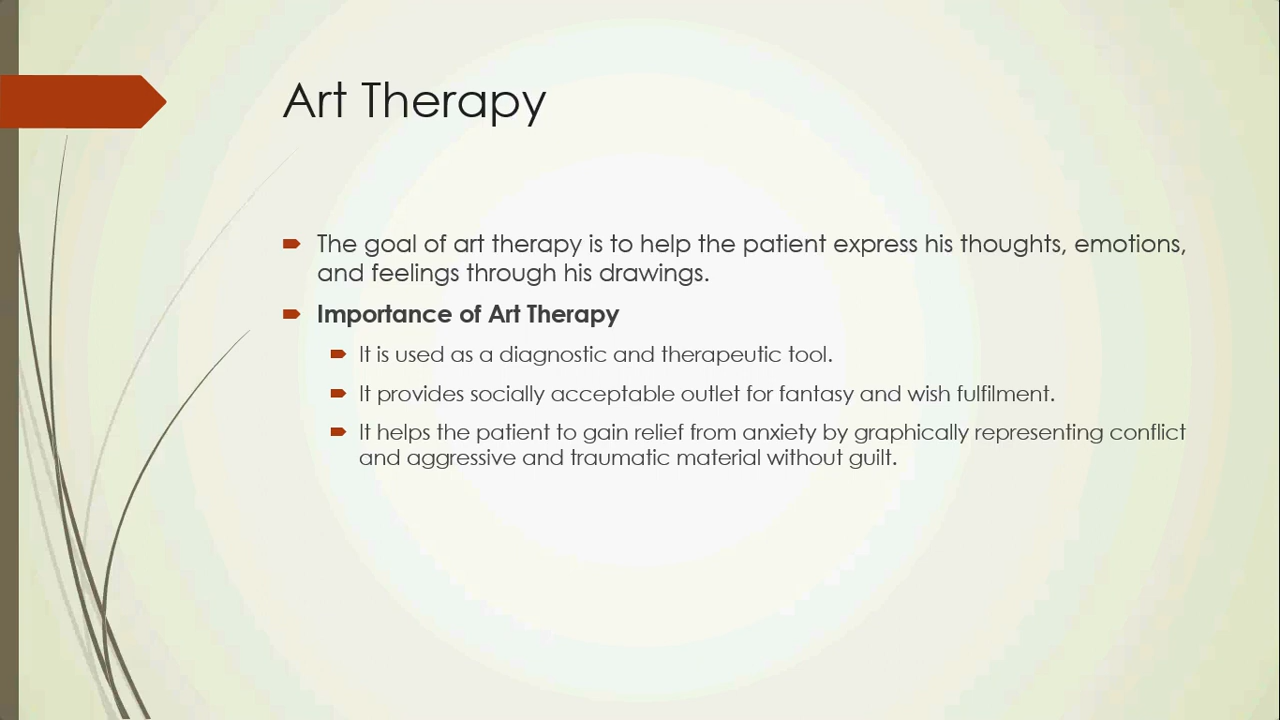 Art Therapy
The goal of art therapy is to help the patient express his thoughts, emotions,
and feelings through his drawings.
Importance of Art Therapy
It is used as a diagnostic and therapeutic tool.
It provides socially acceptable outlet for fantasy and wish fulfilment.
It helps the patient to gain relief from anxiety by graphically representing conflict
and aggressive and traumatic material without guilt.